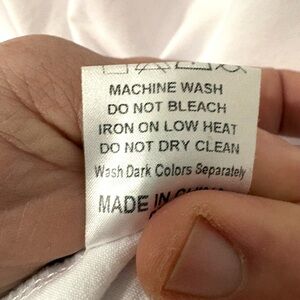 MACHINE WASH
DO NOT BLEACH
IRON ON LOW HEAT
DO NOT DRY CLEAN
Wash Dark Colors Separately
MADE IN CHINA